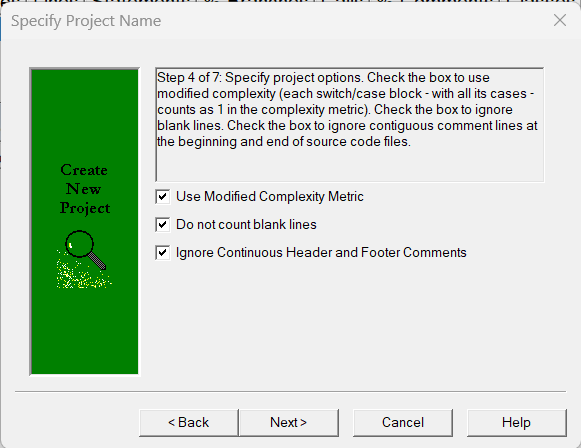 Specify Project Name
Create
New
Project
Step 4 of 7: Specify project options. Check the box to use
modified complexity (each switch/case block - with all its cases -
counts as 1 in the complexity metric). Check the box to ignore
blank lines. Check the box to ignore contiguous comment lines at
the beginning and end of source code files.
Use Modified Complexity Metric
Do not count blank lines
Ignore Continuous Header and Footer Comments
< Back
Next >
Cancel
Help